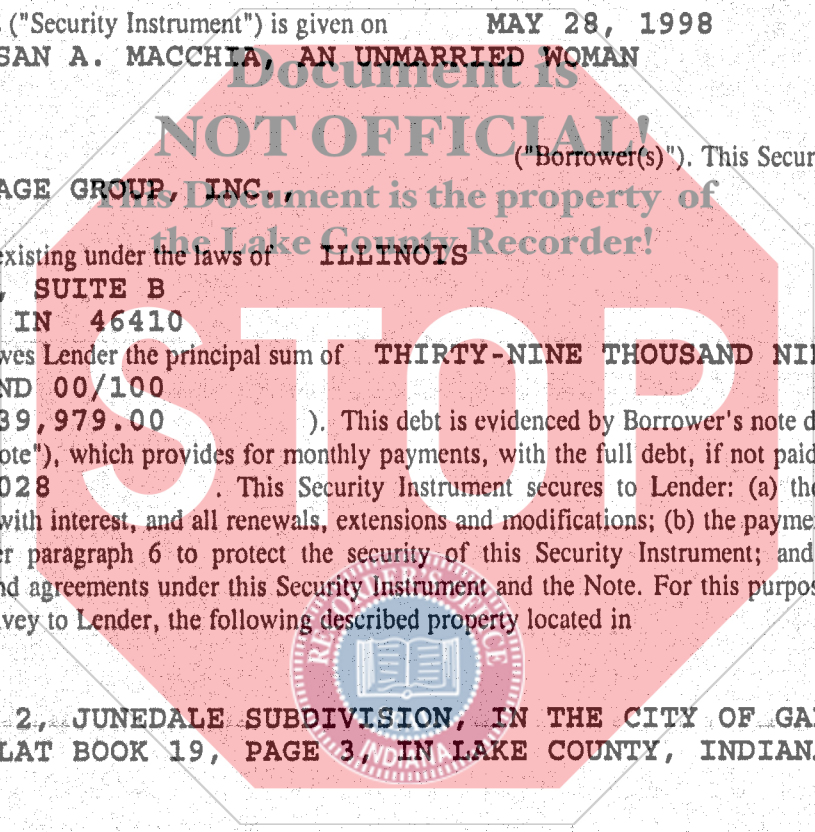 ("Security Instrument") is given on MAY 28, 1998
SAN A. MACCHIA, AN UNMARRIED WOMAN
Document is
NOT OFFICIAL!
("Borrower(s)"). This Secur
AGE GROUP, INC.,
This Document is the property of
the Lake County Recorder!
existing under the laws of ILLINOIS
, SUITE B
IN 46410
wes Lender the principal sum of THIRTY-NINE THOUSAND NI
ND 00/100
39,979.00 ). This debt is evidenced by Borrower's note d
ote"), which provides for monthly payments, with the full debt, if not paid
028 . This Security Instrument secures to Lender: (a) the
with interest, and all renewals, extensions and modifications; (b) the payme
er paragraph 6 to protect the security of this Security Instrument; and
nd agreements under this Security Instrument and the Note. For this purpos
vey to Lender, the following described property located in
STOP
RECORDER'S OFFICE
INDIANA
2, JUNEDALE SUBDIVISION, IN THE CITY OF GA
LAT BOOK 19, PAGE 3, IN LAKE COUNTY, INDIANA